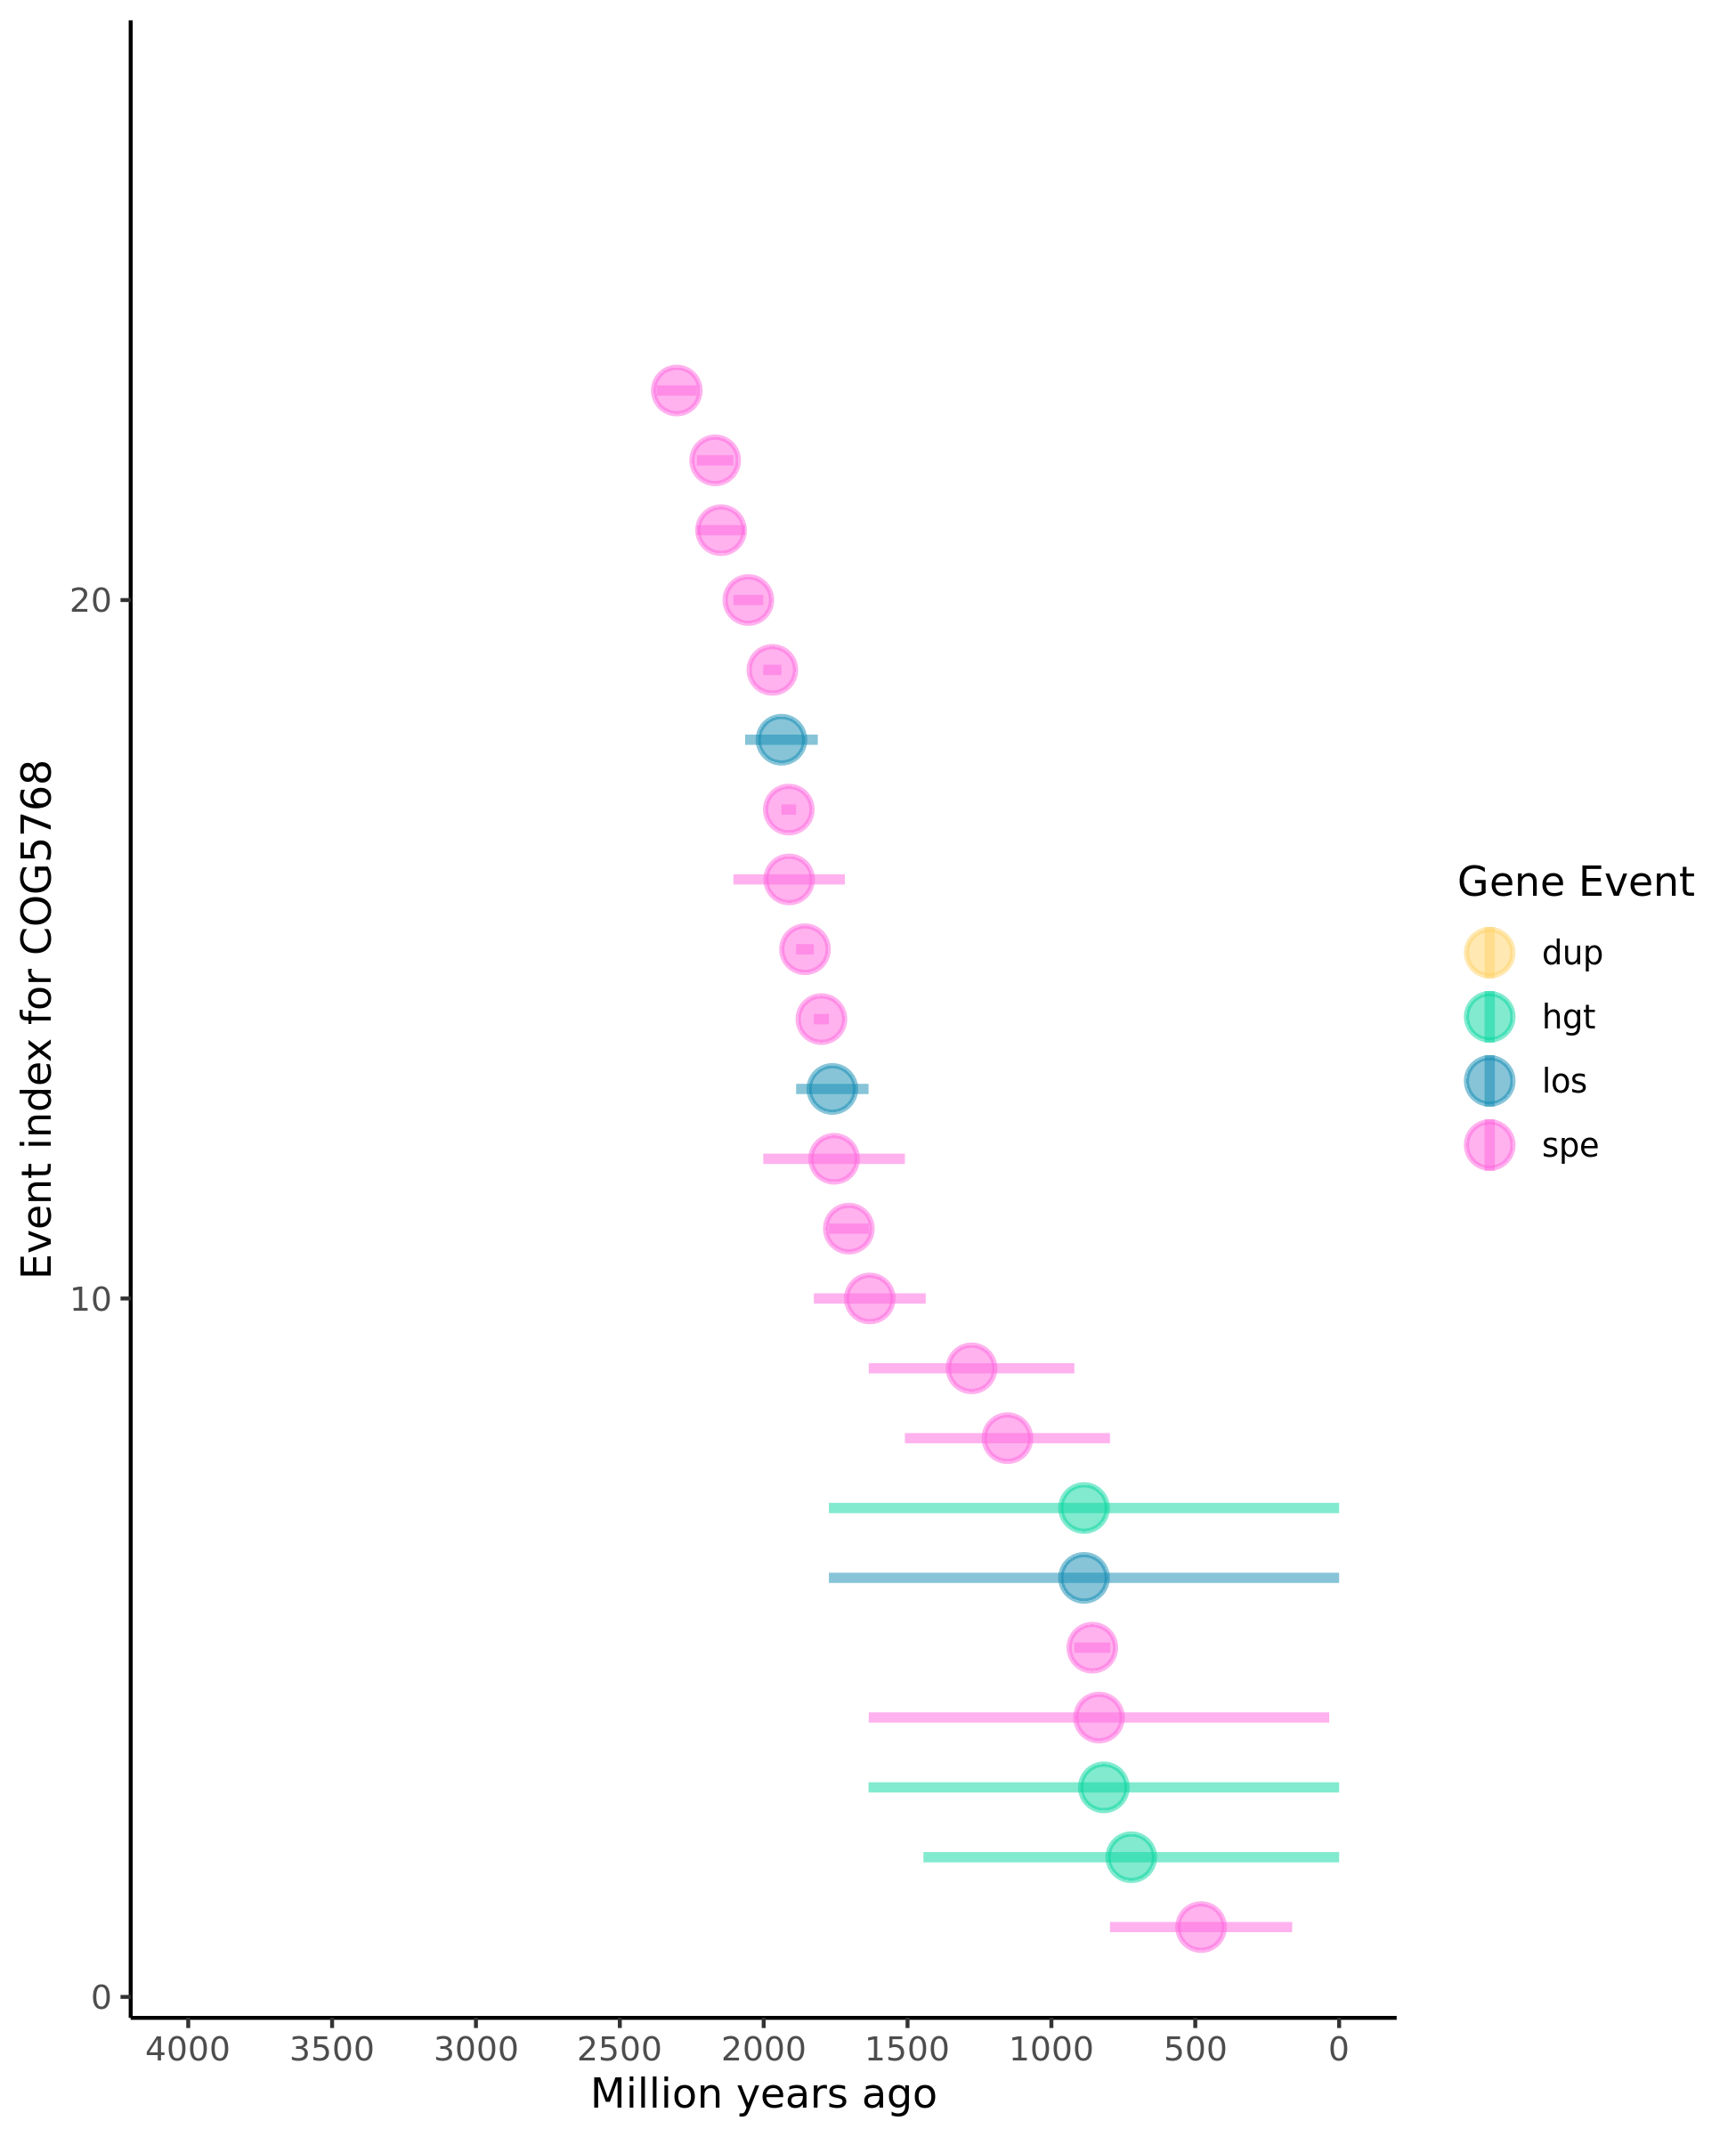 Event index for COG5768
20
10
0
4000 3500 3000 2500 2000 1500 1000 500 0
Million years ago
Gene Event
dup
hgt
los
spe